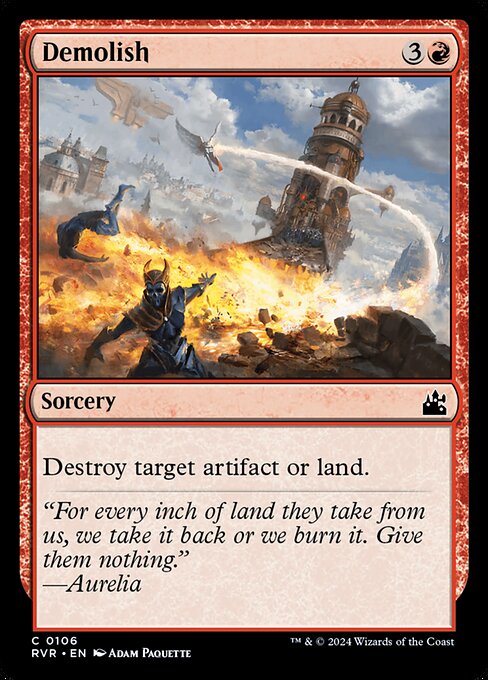 Demolish 3
Sorcery
Destroy target artifact or land.
“For every inch of land they take from
us, we take it back or we burn it. Give
them nothing.”
—Aurelia
C 0106
RVR • EN Adam Paquette
™ & © 2024 Wizards of the Coast